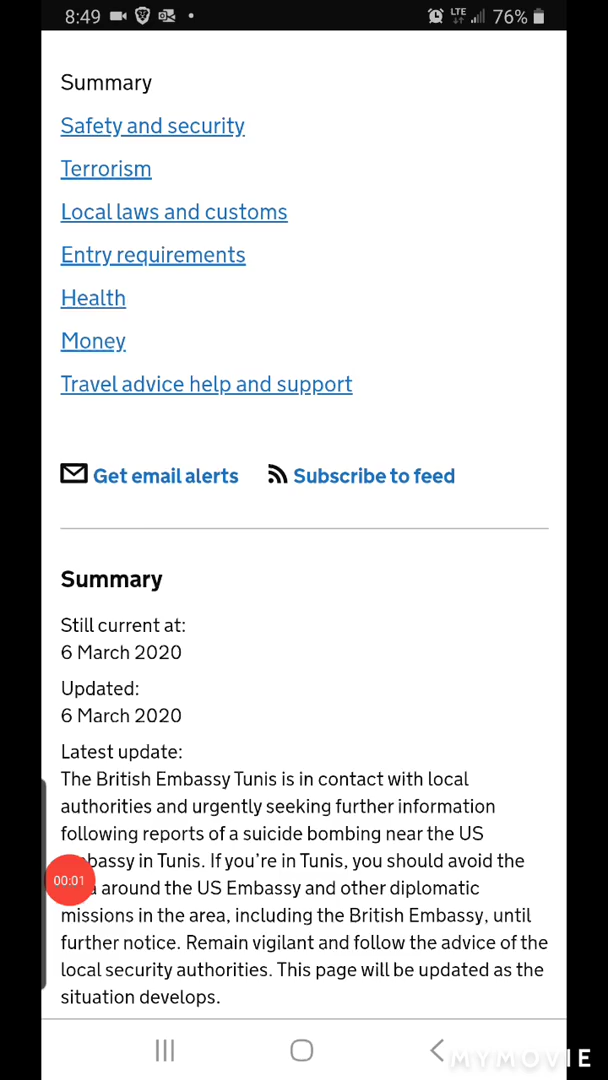 8:49
LTE
76%
Summary
Safety and security
Terrorism
Local laws and customs
Entry requirements
Health
Money
Travel advice help and support
Get email alerts
Subscribe to feed
Summary
Still current at:
6 March 2020
Updated:
6 March 2020
Latest update:
The British Embassy Tunis is in contact with local
authorities and urgently seeking further information
following reports of a suicide bombing near the US
bassy in Tunis. If you're in Tunis, you should avoid the
00:01
around the US Embassy and other diplomatic
missions in the area, including the British Embassy, until
further notice. Remain vigilant and follow the advice of the
local security authorities. This page will be updated as the
situation develops.
MYMOVIE